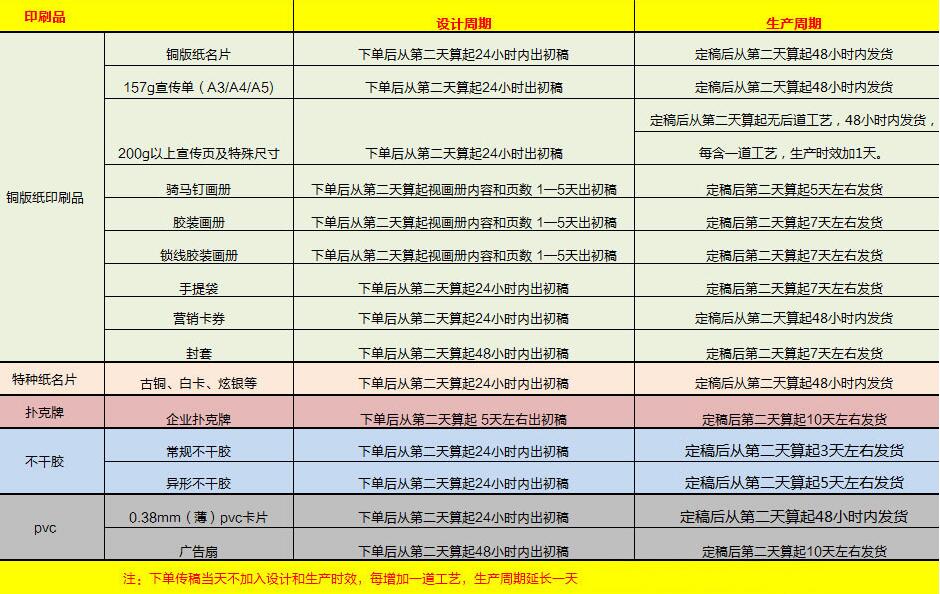 印刷品 设计周期 生产周期
铜版纸印刷品
铜版纸名片 下单后从第二天算起24小时内出初稿 定稿后从第二天算起48小时内发货
157g宣传单（A3/A4/A5) 下单后从第二天算起24小时出初稿 定稿后从第二天算起48小时内发货
200g以上宣传页及特殊尺寸 下单后从第二天算起24小时出初稿 定稿后从第二天算起无后道工艺，48小时内发货，
每含一道工艺，生产时效加1天。
骑马钉画册 下单后从第二天算起视画册内容和页数 1—5天出初稿 定稿后第二天算起5天左右发货
胶装画册 下单后从第二天算起视画册内容和页数 1—5天出初稿 定稿后第二天算起7天左右发货
锁线胶装画册 下单后从第二天算起视画册内容和页数 1—5天出初稿 定稿后第二天算起7天左右发货
手提袋 下单后从第二天算起24小时内出初稿 定稿后第二天算起7天左右发货
营销卡券 下单后从第二天算起24小时内出初稿 定稿后从第二天算起48小时内发货
封套 下单后从第二天算起48小时内出初稿 定稿后第二天算起7天左右发货
特种纸名片 古铜、白卡、炫银等 下单后从第二天算起24小时内出初稿 定稿后从第二天算起48小时内发货
扑克牌 企业扑克牌 下单后从第二天算起 5天左右出初稿 定稿后第二天算起10天左右发货
不干胶
常规不干胶 下单后从第二天算起24小时内出初稿 定稿后从第二天算起3天左右发货
异形不干胶 下单后从第二天算起24小时内出初稿 定稿后从第二天算起5天左右发货
pvc
0.38mm（薄）pvc卡片 下单后从第二天算起24小时内出初稿 定稿后从第二天算起48小时内发货
广告扇 下单后从第二天算起48小时内出初稿 定稿后第二天算起10天左右发货
注：下单传稿当天不加入设计和生产时效，每增加一道工艺，生产周期延长一天